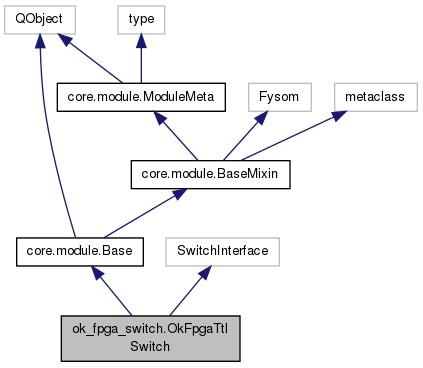 QObject
type
core.module.ModuleMeta
Fysom
metaclass
core.module.BaseMixin
core.module.Base
SwitchInterface
ok_fpga_switch.OkFpgaTtl
Switch